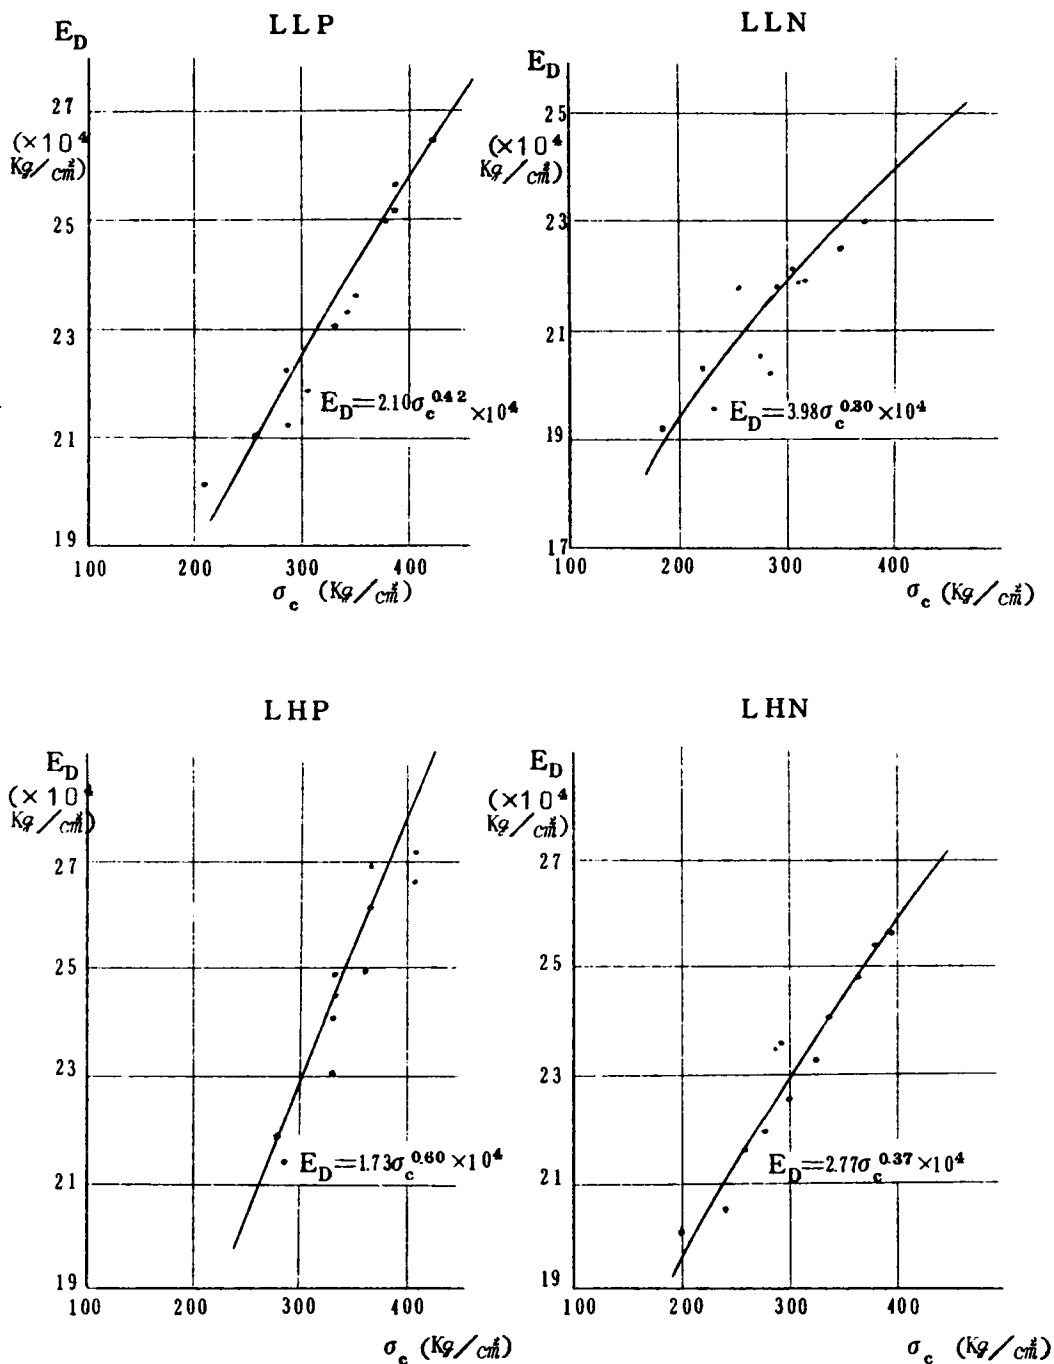 LLP
E_D
27
(×10⁴
Kg/cm²)
25
23
E_D=2.10σ_c^0.42×10⁴
21
19
100 200 300 400
σ_c (Kg/cm²)
LLN
E_D
25
(×10⁴
Kg/cm²)
23
21
E_D=3.98σ_c^0.30×10⁴
19
17
100 200 300 400
σ_c (Kg/cm²)
LHP
E_D
(×10⁴
Kg/cm²)
27
25
23
E_D=1.73σ_c^0.60×10⁴
21
19
100 200 300 400
σ_c (Kg/cm²)
LHN
E_D
(×10⁴
Kg/cm²)
27
25
23
E_D=2.77σ_c^0.37×10⁴
21
19
100 200 300 400
σ_c (Kg/cm²)